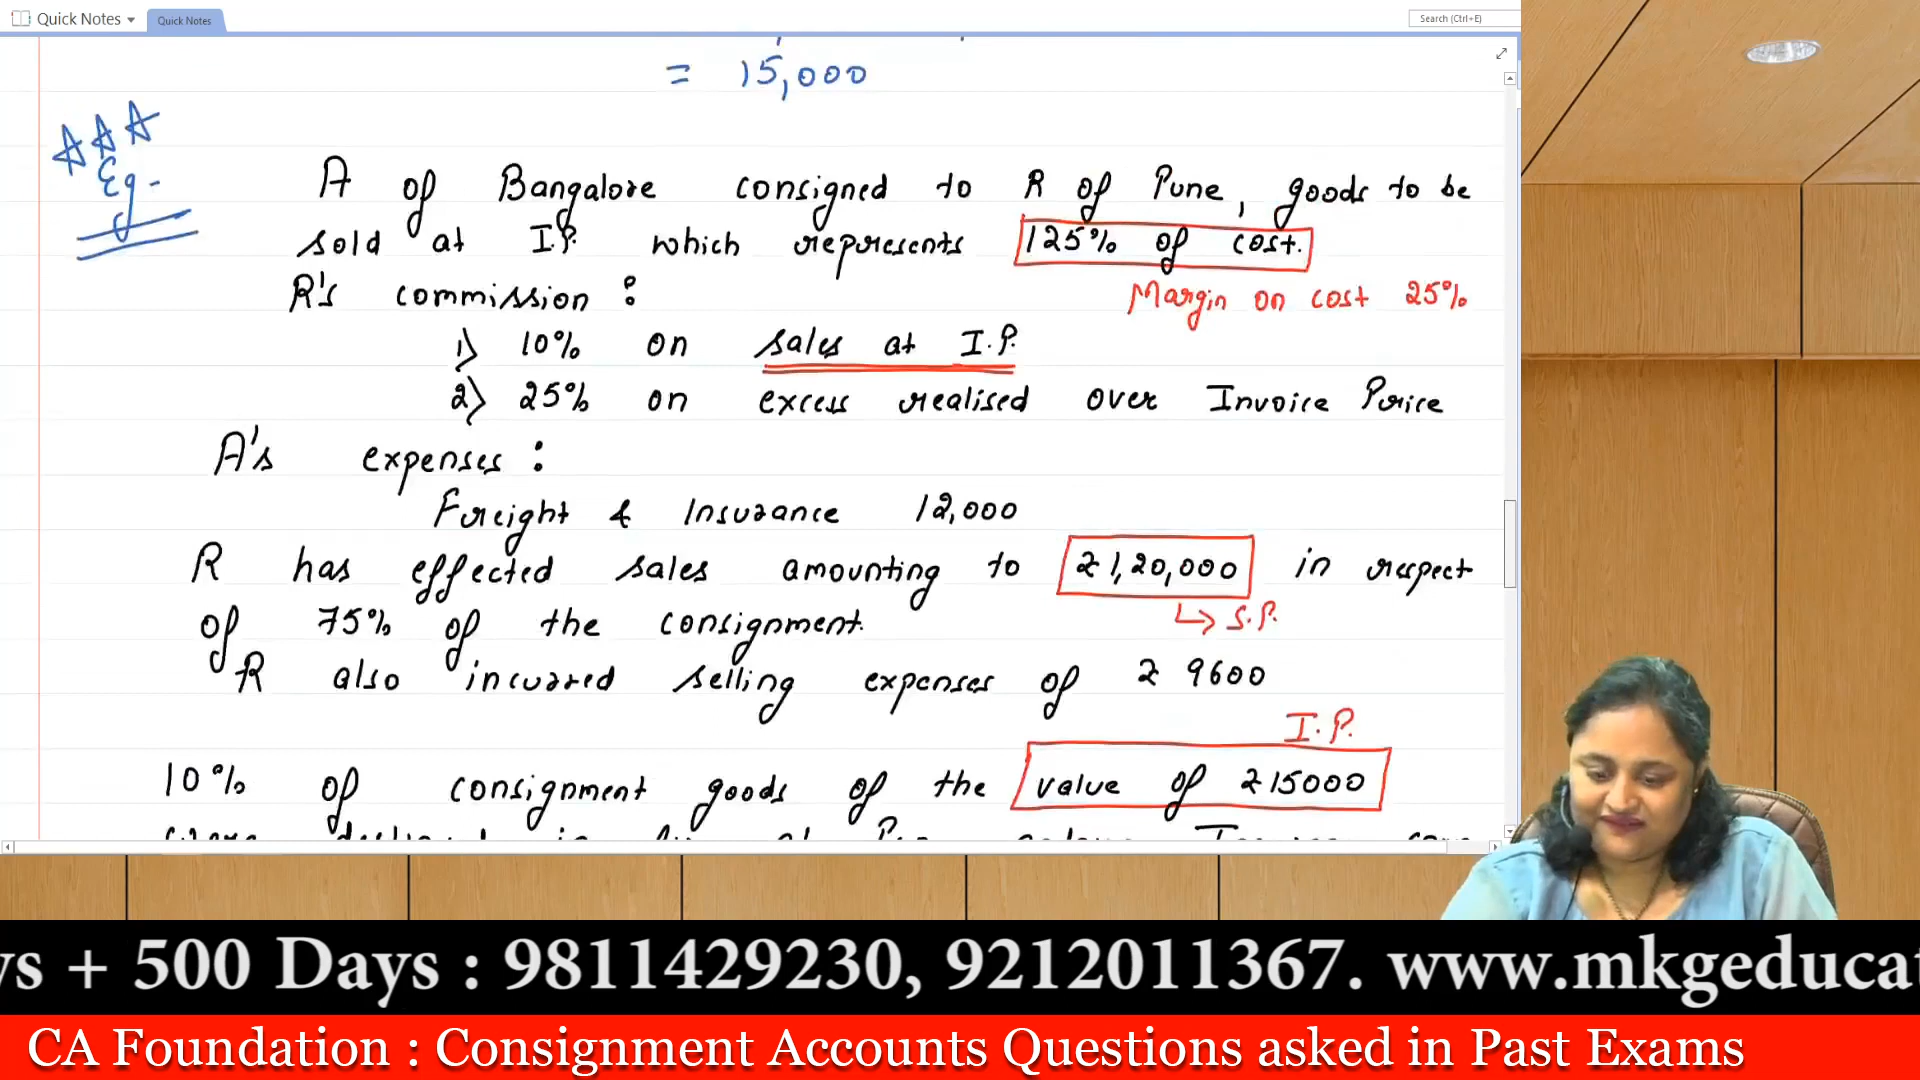 Quick Notes
Quick Notes
Search (Ctrl+E)
= 15,000
Eg-
A of Bangalore consigned to R of Pune, goods to be
sold at I.P. which represents 125% of cost.
Margin on cost 25%
R's commission :
1) 10% on sales at I.P.
2) 25% on excess realised over Invoice Price
A's expenses :
Freight & Insurance 12,000
R has effected sales amounting to ₹1,20,000 in respect
↳ S.P.
of 75% of the consignment.
R also incurred selling expenses of ₹ 9600
I.P.
10% of consignment goods of the value of ₹15000
ys + 500 Days : 9811429230, 9212011367. www.mkgeducat
CA Foundation : Consignment Accounts Questions asked in Past Exams